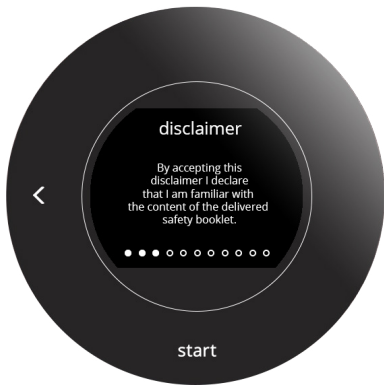 disclaimer
By accepting this
disclaimer I declare
that I am familiar with
the content of the delivered
safety booklet.
start